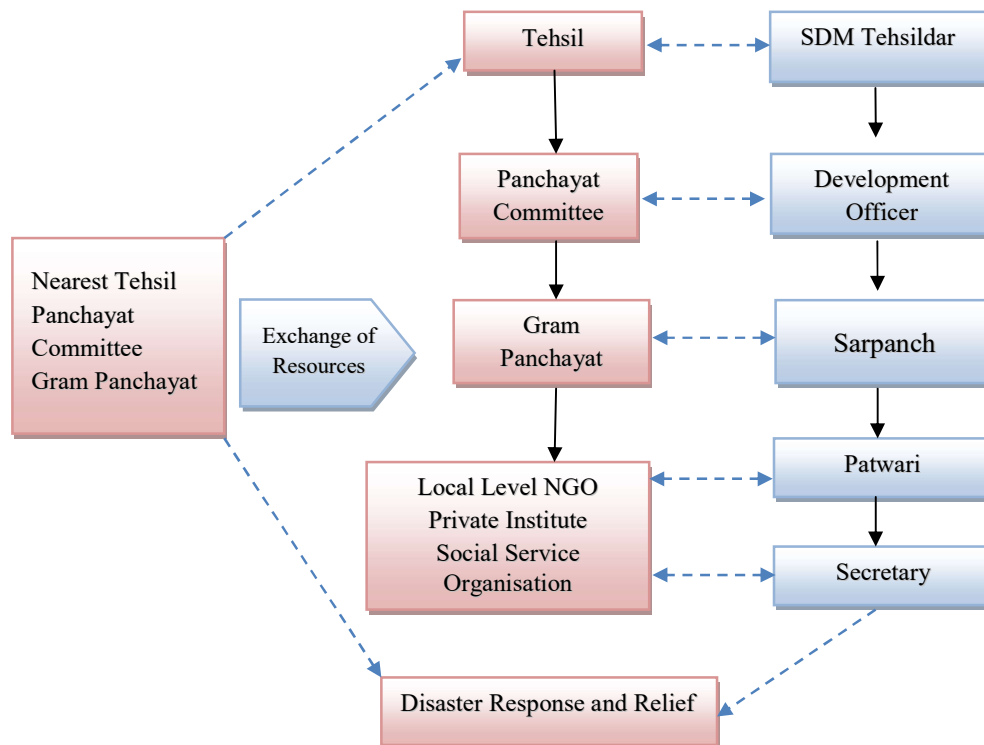 Tehsil
SDM Tehsildar
Panchayat
Committee
Development
Officer
Nearest Tehsil
Panchayat
Committee
Gram Panchayat
Exchange of
Resources
Gram
Panchayat
Sarpanch
Local Level NGO
Private Institute
Social Service
Organisation
Patwari
Secretary
Disaster Response and Relief